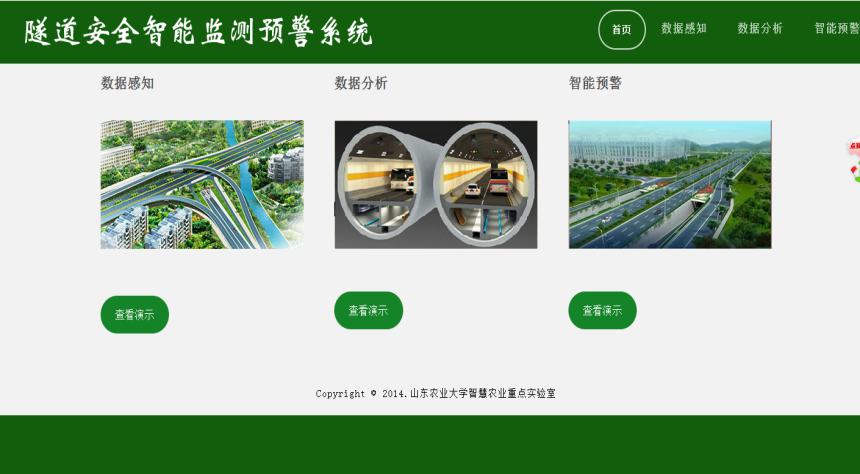 隧道安全智能监测预警系统
首页 数据感知 数据分析 智能预警
数据感知 数据分析 智能预警
查看演示 查看演示 查看演示
Copyright © 2014.山东农业大学智慧农业重点实验室